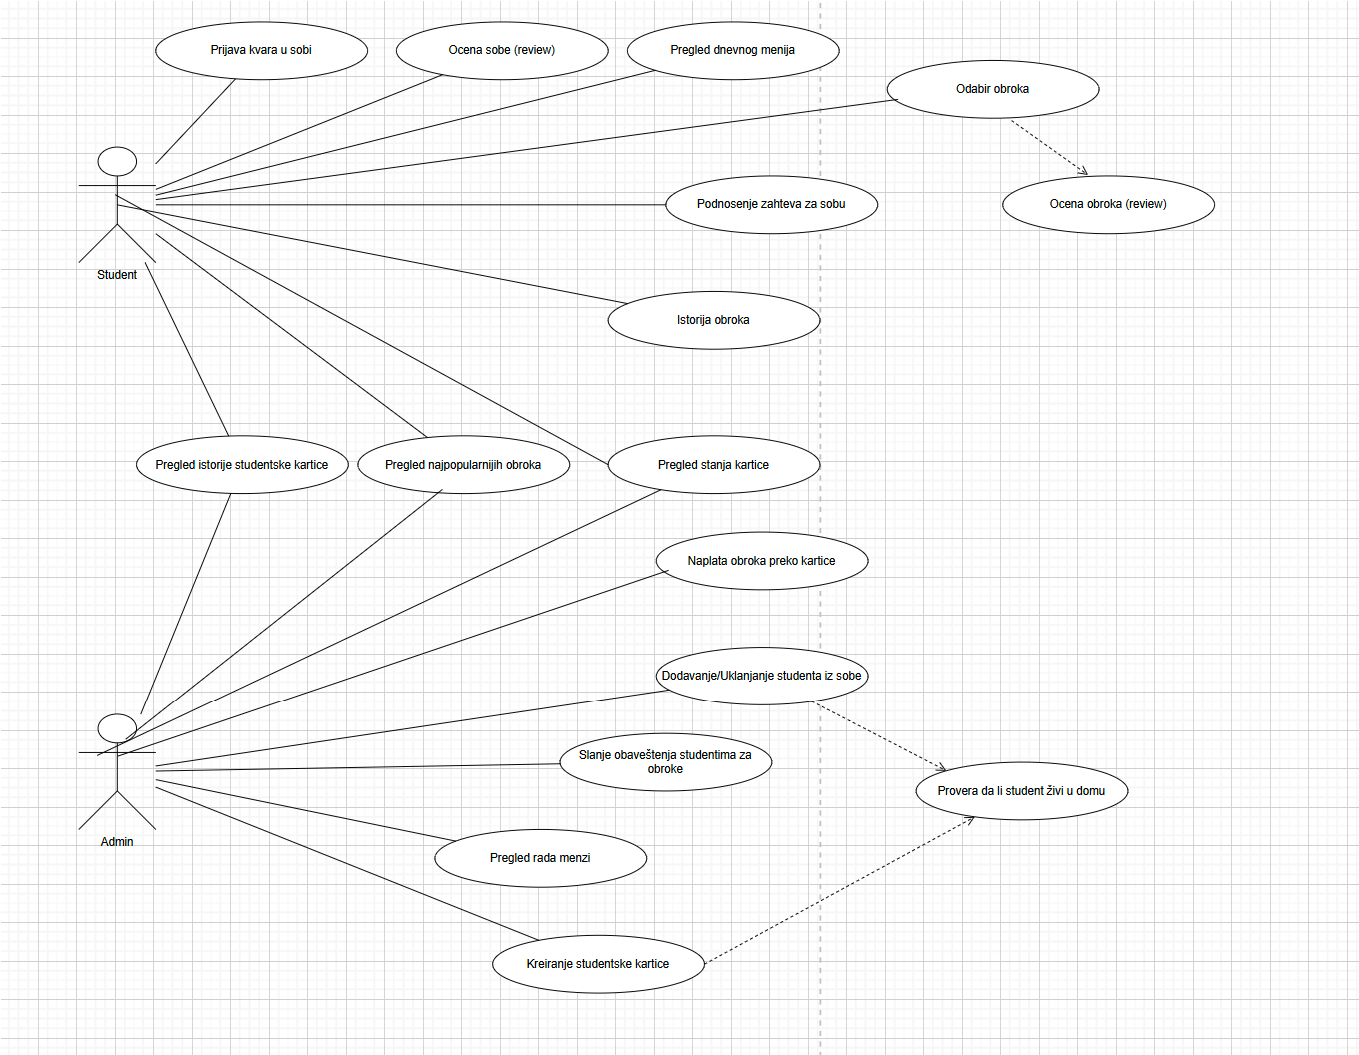 Prijava kvara u sobi
Ocena sobe (review)
Pregled dnevnog menija
Odabir obroka
Podnosenje zahteva za sobu
Ocena obroka (review)
Student
Istorija obroka
Pregled istorije studentske kartice
Pregled najpopularnijih obroka
Pregled stanja kartice
Naplata obroka preko kartice
Dodavanje/Uklanjanje studenta iz sobe
Slanje obaveštenja studentima za
obroke
Provera da li student živi u domu
Admin
Pregled rada menzi
Kreiranje studentske kartice